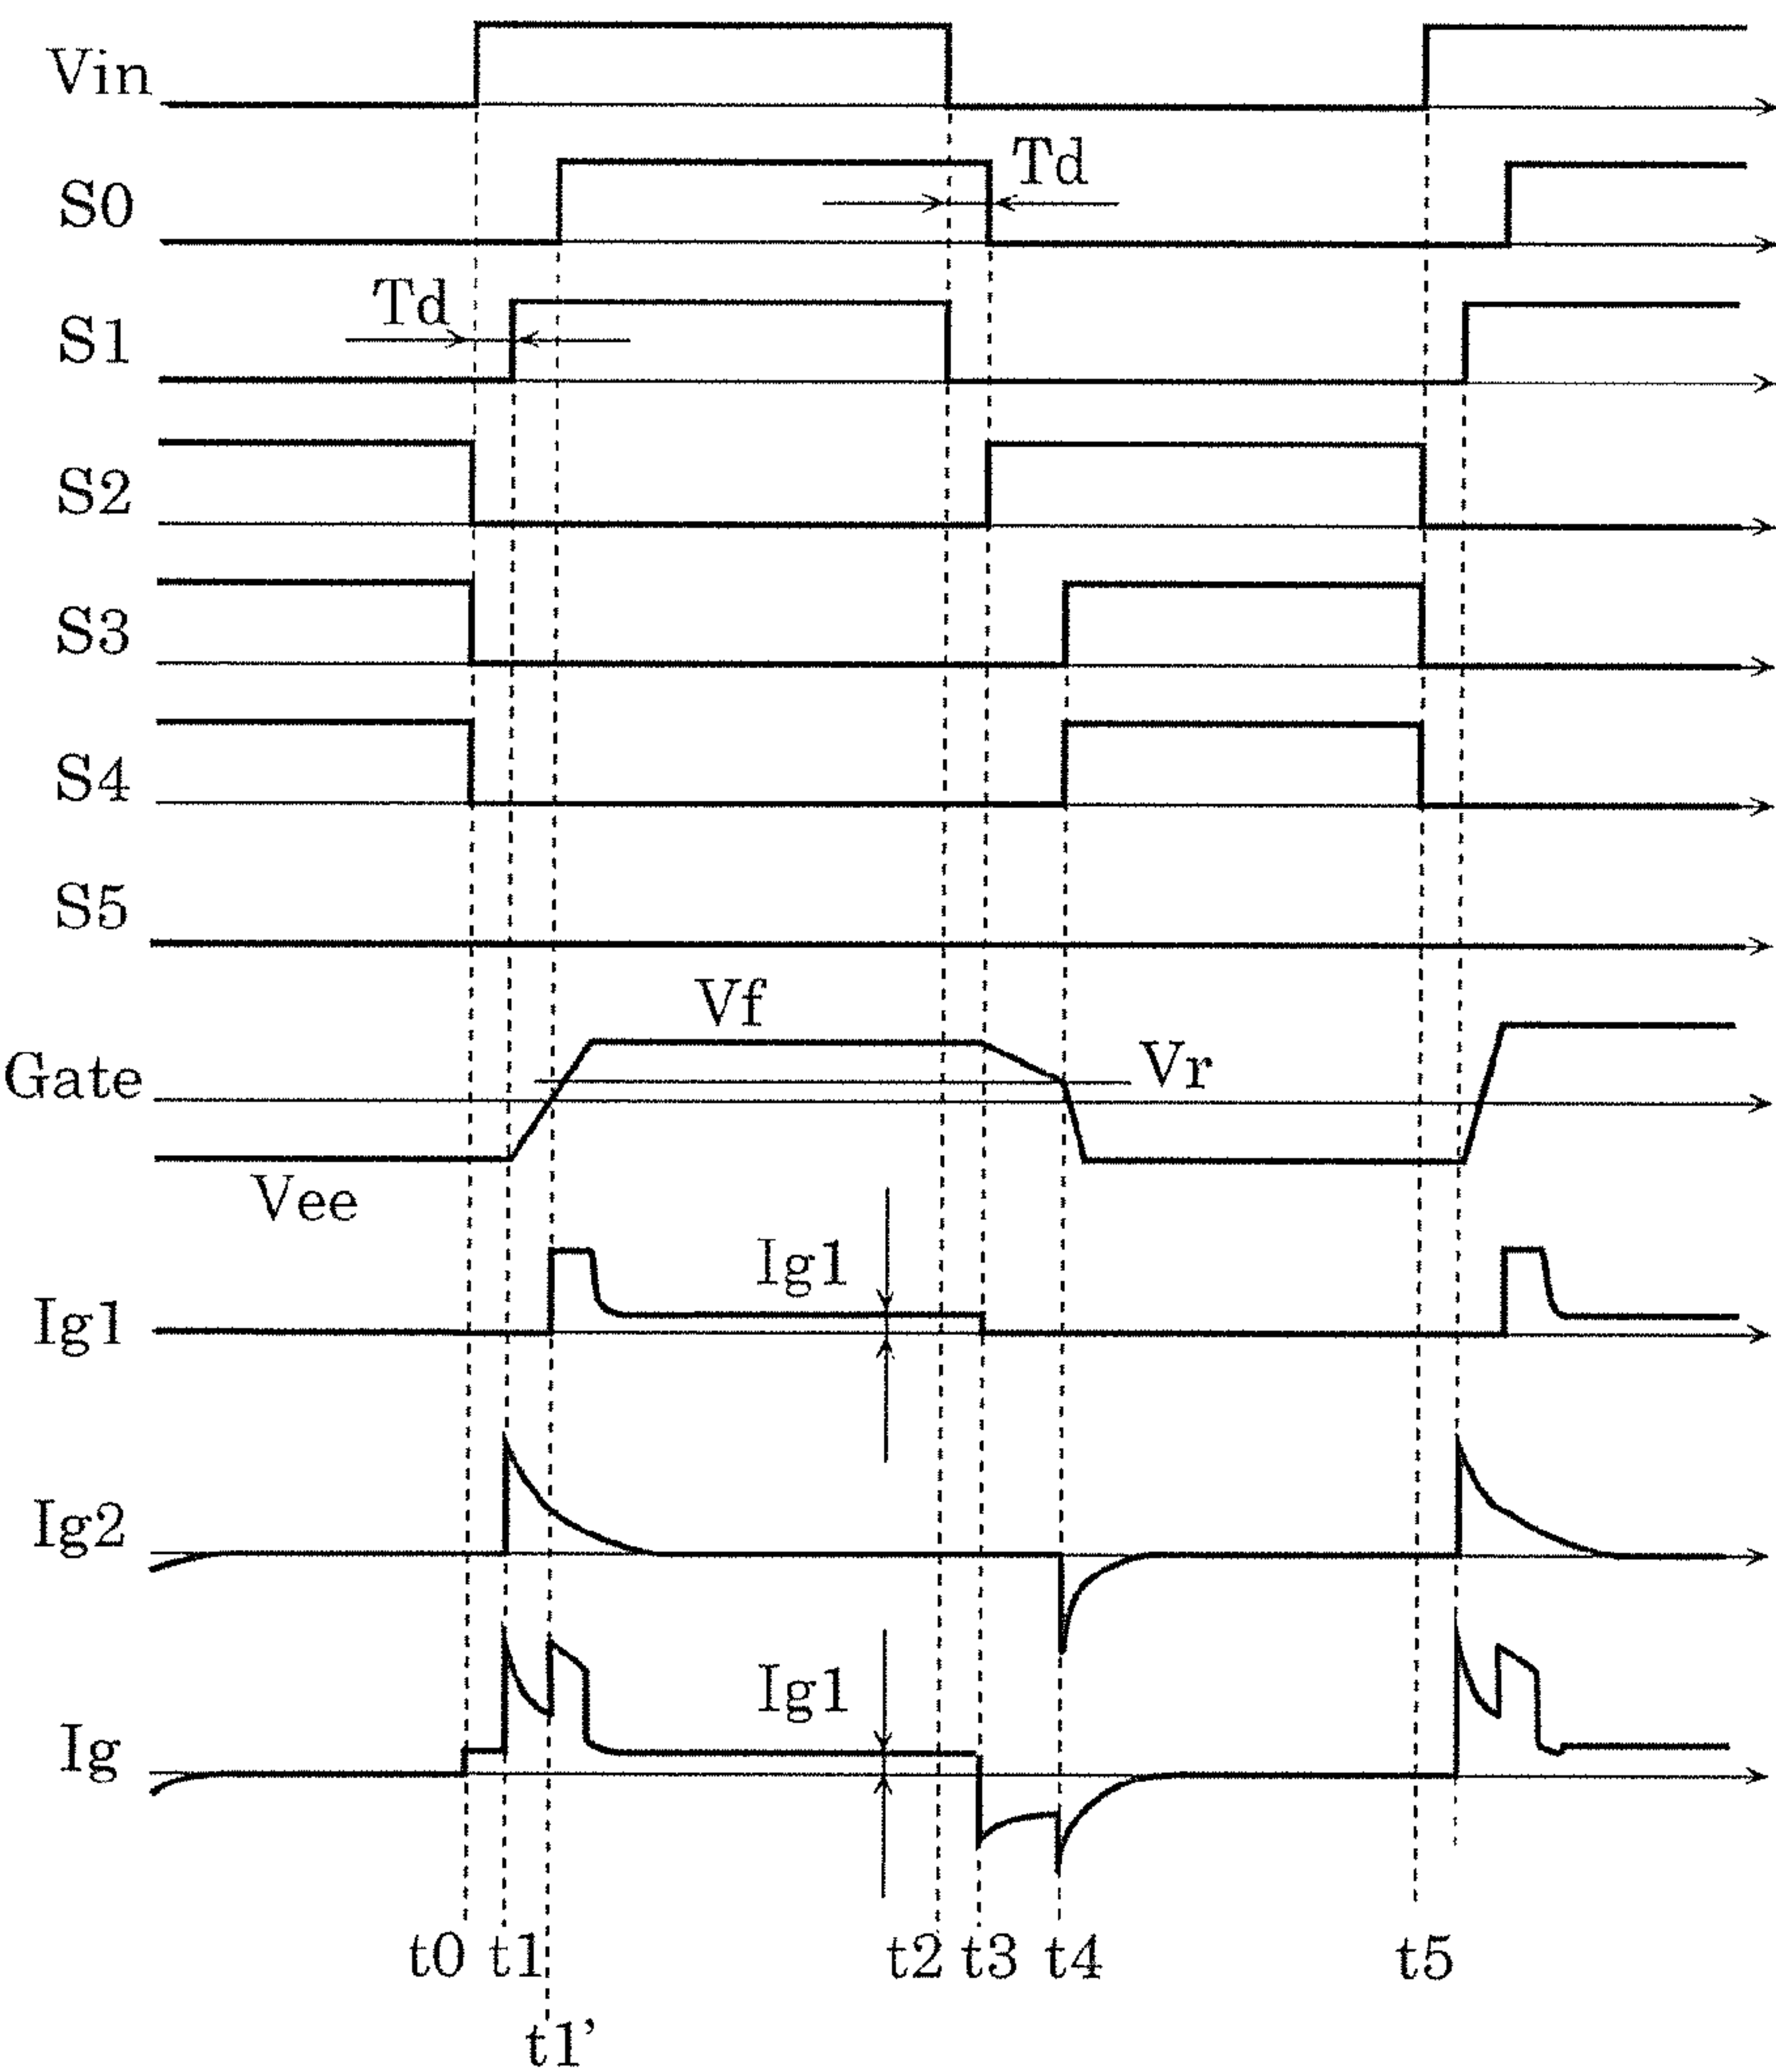 Vin
Td
S0
Td
S1
S2
S3
S4
S5
Vf
Vr
Gate
Vee
Ig1
Ig1
Ig2
Ig1
Ig
t0 t1 t2 t3 t4 t5
t1’